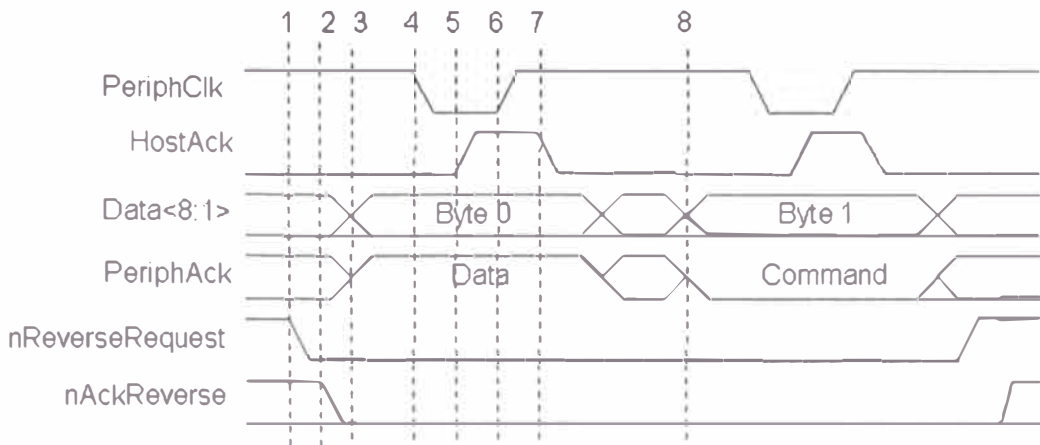 1 2 3 4 5 6 7 8
PeriphClk
HostAck
Data<8:1> Byte 0 Byte 1
PeriphAck Data Command
nReverseRequest
nAckReverse